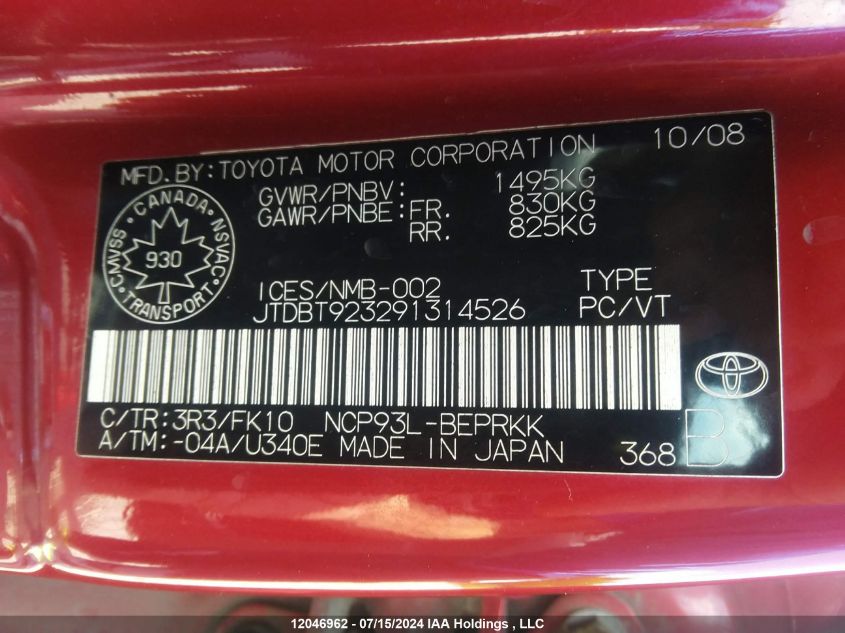 MFD.BY:TOYOTA MOTOR CORPORATION 10/08
GVWR/PNBV: 1495KG
GAWR/PNBE:FR. 830KG
RR. 825KG
CANADA
CMVSS NSVAC
930
TRANSPORT
ICES/NMB-002 TYPE
JTDBT923291314526 PC/VT
C/TR:3R3/FK10 NCP93L-BEPRKK
A/TM:-04A/U340E MADE IN JAPAN 368 B
12046962 - 07/15/2024 IAA Holdings, LLC